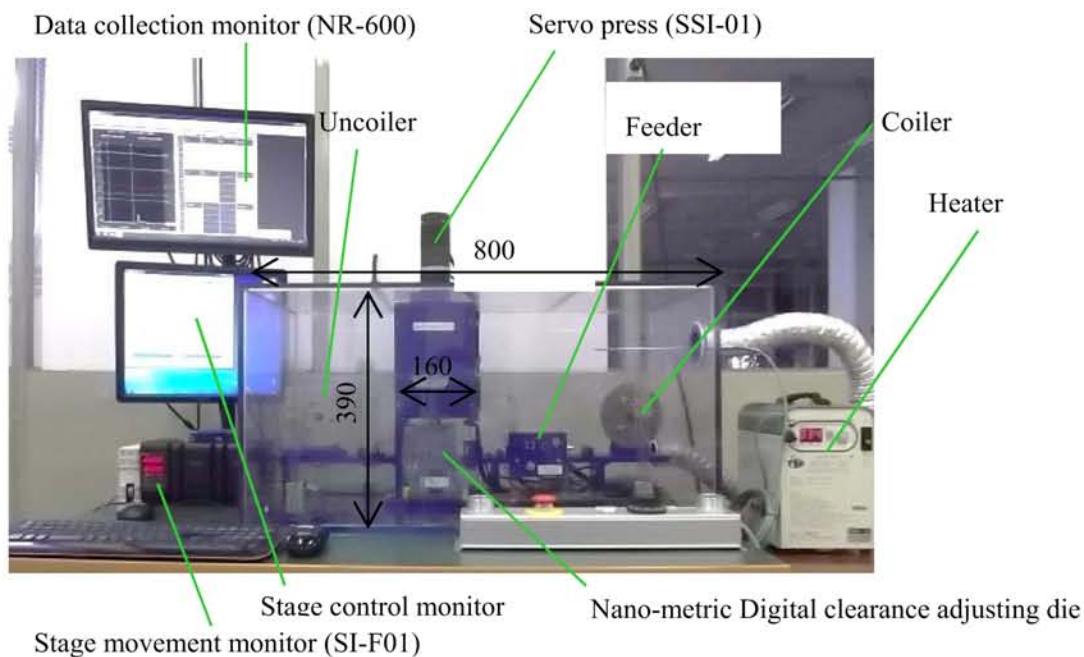 Data collection monitor (NR-600)
Servo press (SSI-01)
Uncoiler
Feeder
Coiler
Heater
800
160
390
Stage control monitor
Nano-metric Digital clearance adjusting die
Stage movement monitor (SI-F01)